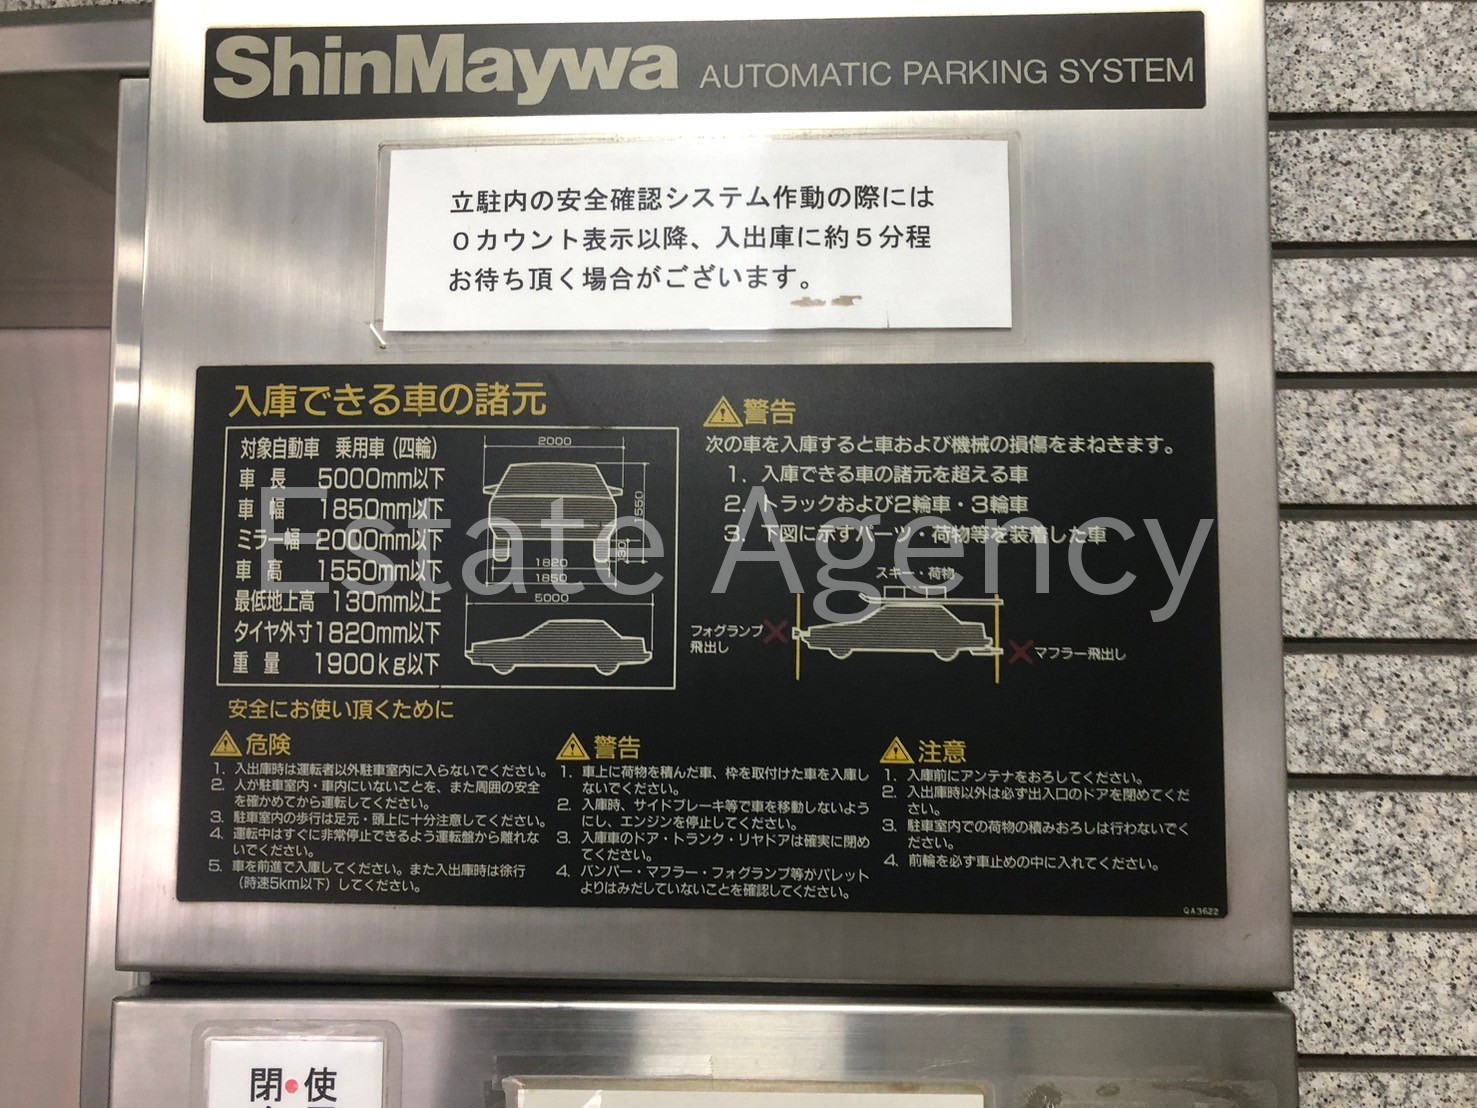 ShinMaywa AUTOMATIC PARKING SYSTEM
立駐内の安全確認システム作動の際には
０カウント表示以降、入出庫に約５分程
お待ち頂く場合がございます。
入庫できる車の諸元
対象自動車 乗用車（四輪）
車長 5000mm以下
車幅 1850mm以下
ミラー幅 2000mm以下
車高 1550mm以下
最低地上高 130mm以上
タイヤ外寸 1820mm以下
重量 1900kg以下
2000
1550
130
1820
1850
5000
警告
次の車を入庫すると車および機械の損傷をまねきます。
1. 入庫できる車の諸元を超える車
2. トラックおよび2輪車・3輪車
3. 下図に示すパーツ・荷物等を装着した車
スキー・荷物
フォグランプ
飛出し
マフラー飛出し
Estate Agency
安全にお使い頂くために
危険
1. 入出庫時は運転者以外駐車室内に入らないでください。
2. 人が駐車室内・車内にいないことを、また周囲の安全
を確かめてから運転してください。
3. 駐車室内の歩行は足元・頭上に十分注意してください。
4. 運転中はすぐに非常停止できるよう運転盤から離れな
いでください。
5. 車を前進で入庫してください。また入出庫時は徐行
（時速5km以下）してください。
警告
1. 車上に荷物を積んだ車、枠を取付けた車を入庫し
ないでください。
2. 入庫時、サイドブレーキ等で車を移動しないよう
にし、エンジンを停止してください。
3. 入庫車のドア・トランク・リヤドアは確実に閉め
てください。
4. バンパー・マフラー・フォグランプ等がパレット
よりはみだしていないことを確認してください。
注意
1. 入庫前にアンテナをおろしてください。
2. 入出庫時以外は必ず出入口のドアを閉めてくだ
さい。
3. 駐車室内での荷物の積みおろしは行わないでく
ださい。
4. 前輪を必ず車止めの中に入れてください。
QA3622
閉・使